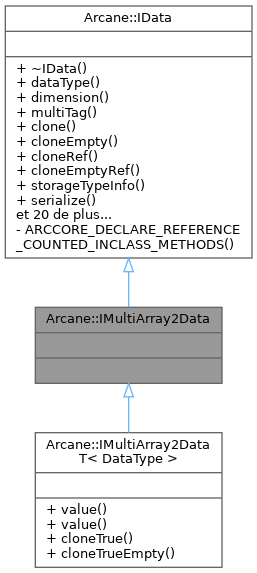 Arcane::IData
+ ~IData()
+ dataType()
+ dimension()
+ multiTag()
+ clone()
+ cloneEmpty()
+ cloneRef()
+ cloneEmptyRef()
+ storageTypeInfo()
+ serialize()
et 20 de plus...
- ARCCORE_DECLARE_REFERENCE
_COUNTED_INCLASS_METHODS()
Arcane::IMultiArray2Data
Arcane::IMultiArray2Data
T< DataType >
+ value()
+ value()
+ cloneTrue()
+ cloneTrueEmpty()